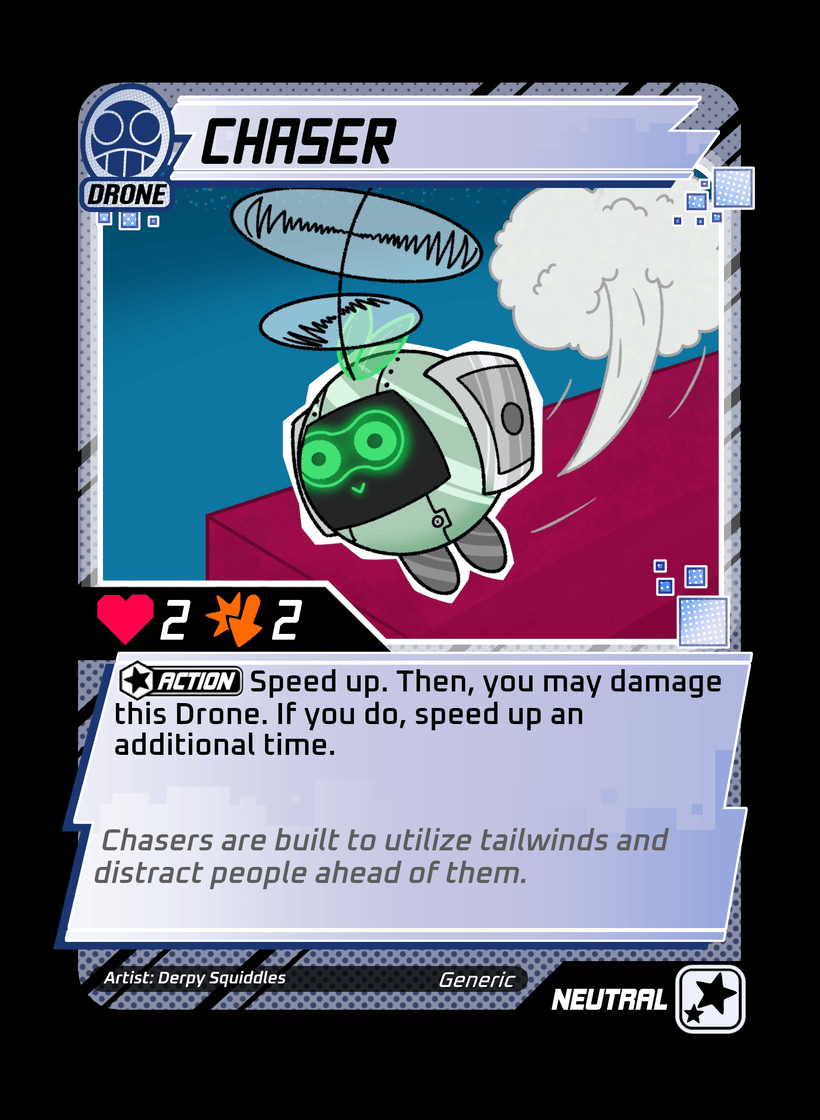 CHASER
DRONE
2 2
ACTION Speed up. Then, you may damage
this Drone. If you do, speed up an
additional time.
Chasers are built to utilize tailwinds and
distract people ahead of them.
Artist: Derpy Squiddles
Generic
NEUTRAL